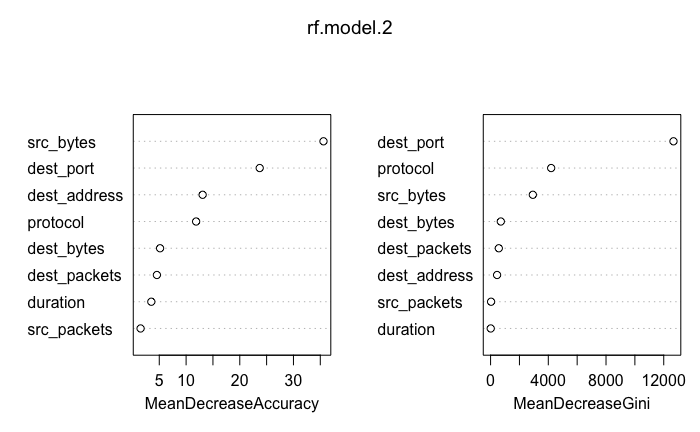 rf.model.2
src_bytes
dest_port
dest_address
protocol
dest_bytes
dest_packets
duration
src_packets
5 10 20 30
MeanDecreaseAccuracy
dest_port
protocol
src_bytes
dest_bytes
dest_packets
dest_address
src_packets
duration
0 4000 8000 12000
MeanDecreaseGini